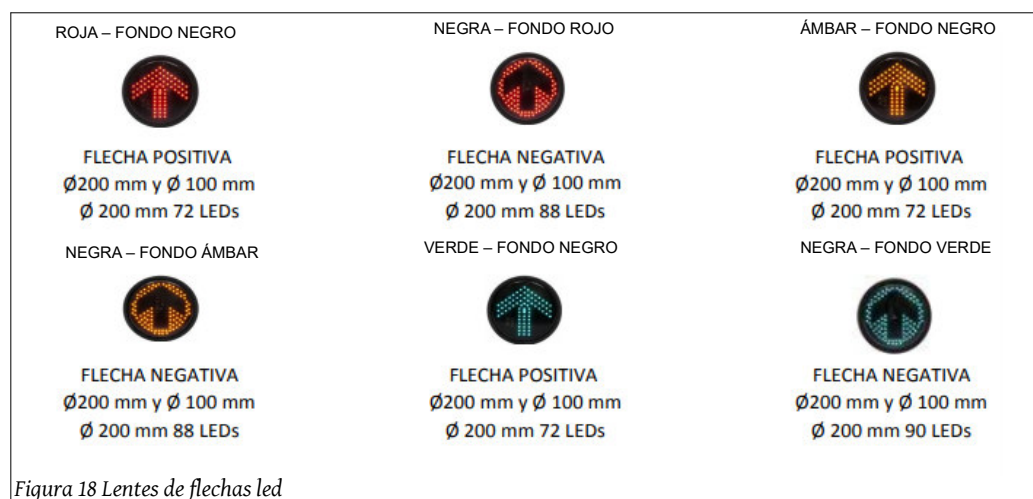 ROJA – FONDO NEGRO
FLECHA POSITIVA
Ø200 mm y Ø 100 mm
Ø 200 mm 72 LEDs
NEGRA – FONDO ROJO
FLECHA NEGATIVA
Ø200 mm y Ø 100 mm
Ø 200 mm 88 LEDs
ÁMBAR – FONDO NEGRO
FLECHA POSITIVA
Ø200 mm y Ø 100 mm
Ø 200 mm 72 LEDs
NEGRA – FONDO ÁMBAR
FLECHA NEGATIVA
Ø200 mm y Ø 100 mm
Ø 200 mm 88 LEDs
VERDE – FONDO NEGRO
FLECHA POSITIVA
Ø200 mm y Ø 100 mm
Ø 200 mm 72 LEDs
NEGRA – FONDO VERDE
FLECHA NEGATIVA
Ø200 mm y Ø 100 mm
Ø 200 mm 90 LEDs
Figura 18 Lentes de flechas led